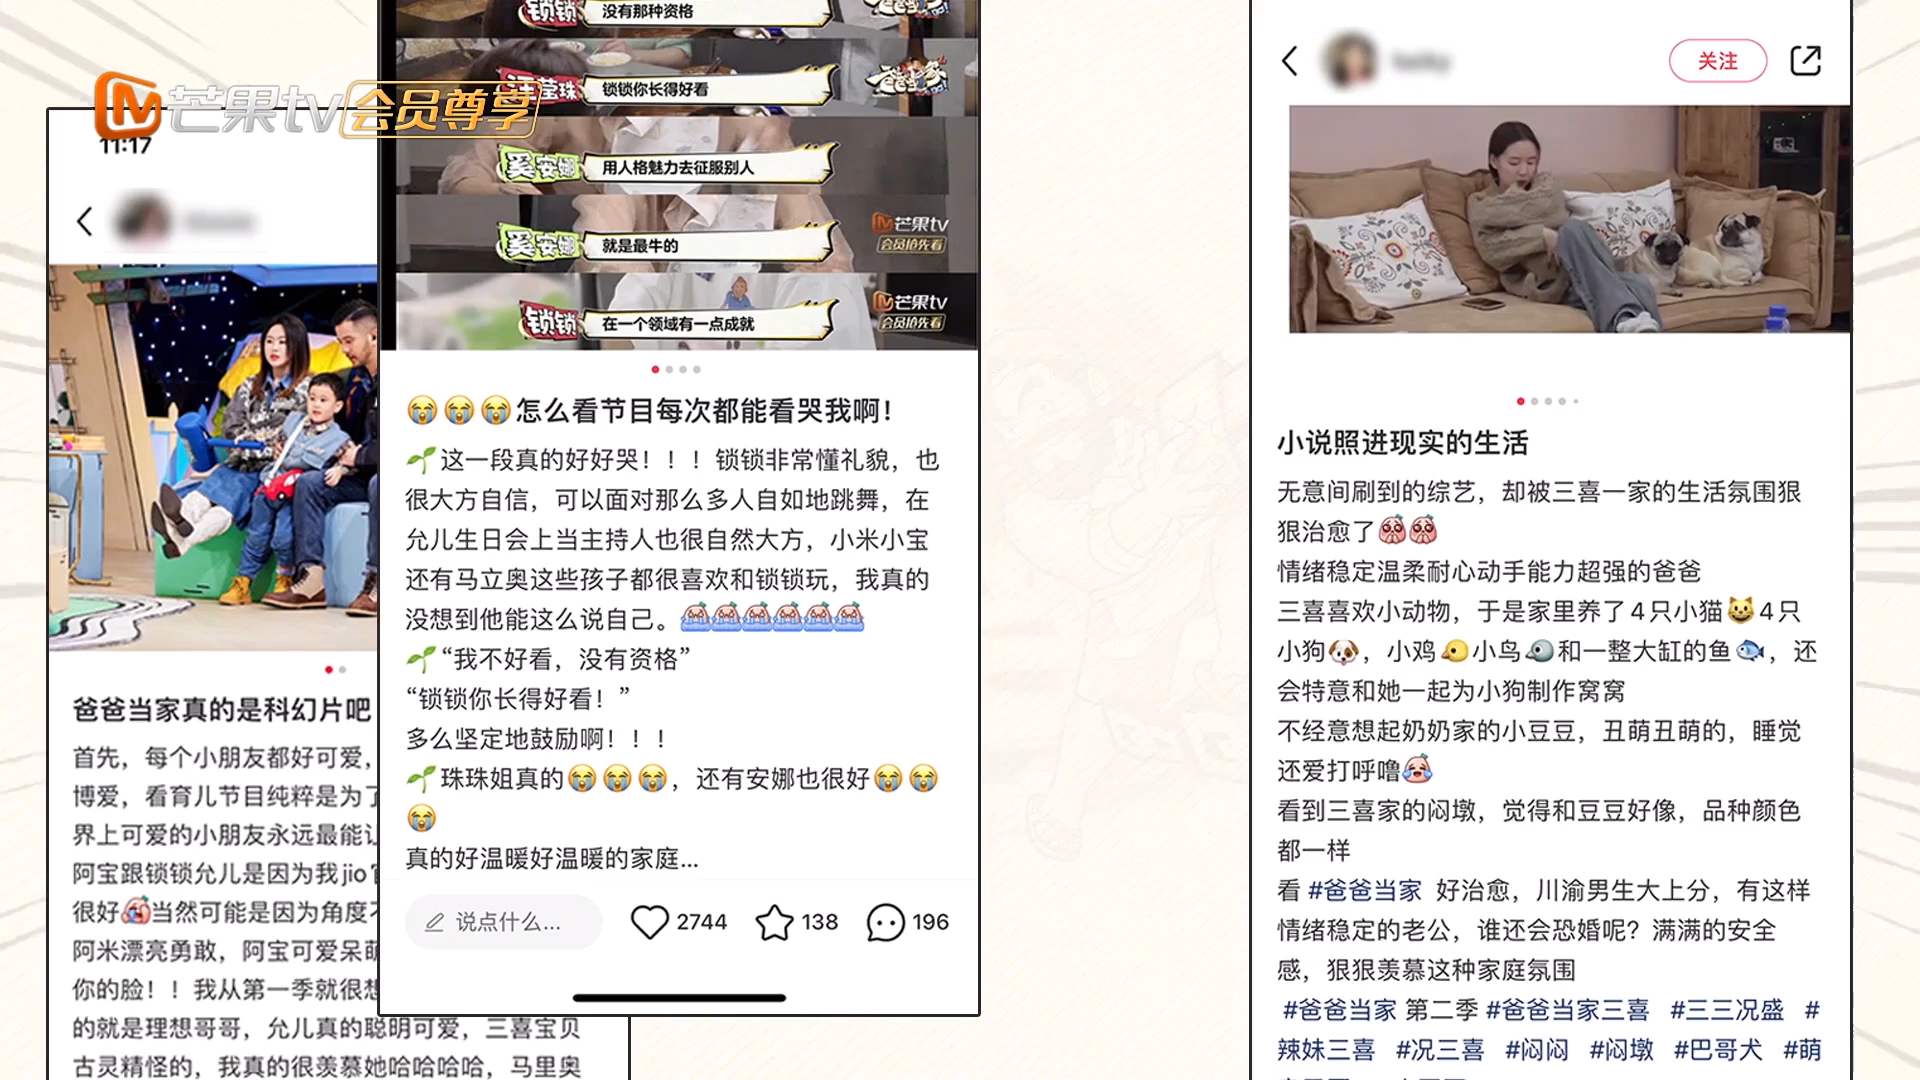 芒果tv会员尊享
11:17
爸爸当家真的是科幻片吧
首先，每个小朋友都好可爱，
博爱，看育儿节目纯粹是为了
界上可爱的小朋友永远最能让
阿宝跟锁锁允儿是因为我jio官
很好当然可能是因为角度不
阿米漂亮勇敢，阿宝可爱呆萌
你的脸！！我从第一季就很想
的就是理想哥哥，允儿真的聪明可爱，三喜宝贝
古灵精怪的，我真的很羡慕她哈哈哈哈，马里奥
锁锁 没有那种资格
汪莹珠 锁锁你长得好看
爸爸当家
奚安娜 用人格魅力去征服别人
奚安娜 就是最牛的
芒果tv
会员抢先看
锁锁 在一个领域有一点成就
芒果tv
会员抢先看
😭😭😭怎么看节目每次都能看哭我啊！
🌱这一段真的好好哭！！！锁锁非常懂礼貌，也
很大方自信，可以面对那么多人自如地跳舞，在
允儿生日会上当主持人也很自然大方，小米小宝
还有马立奥这些孩子都很喜欢和锁锁玩，我真的
没想到他能这么说自己。
🌱“我不好看，没有资格”
“锁锁你长得好看！”
多么坚定地鼓励啊！！！
🌱珠珠姐真的😭😭😭，还有安娜也很好😭😭
😭
真的好温暖好温暖的家庭...
说点什么... 2744 138 196
关注
小说照进现实的生活
无意间刷到的综艺，却被三喜一家的生活氛围狠
狠治愈了
情绪稳定温柔耐心动手能力超强的爸爸
三喜喜欢小动物，于是家里养了4只小猫😺4只
小狗🐶，小鸡🐤小鸟🐦和一整大缸的鱼🐟，还
会特意和她一起为小狗制作窝窝
不经意想起奶奶家的小豆豆，丑萌丑萌的，睡觉
还爱打呼噜
看到三喜家的闷墩，觉得和豆豆好像，品种颜色
都一样
看 #爸爸当家 好治愈，川渝男生大上分，有这样
情绪稳定的老公，谁还会恐婚呢？满满的安全
感，狠狠羡慕这种家庭氛围
#爸爸当家 第二季 #爸爸当家三喜 #三三况盛 #
辣妹三喜 #况三喜 #闷闷 #闷墩 #巴哥犬 #萌